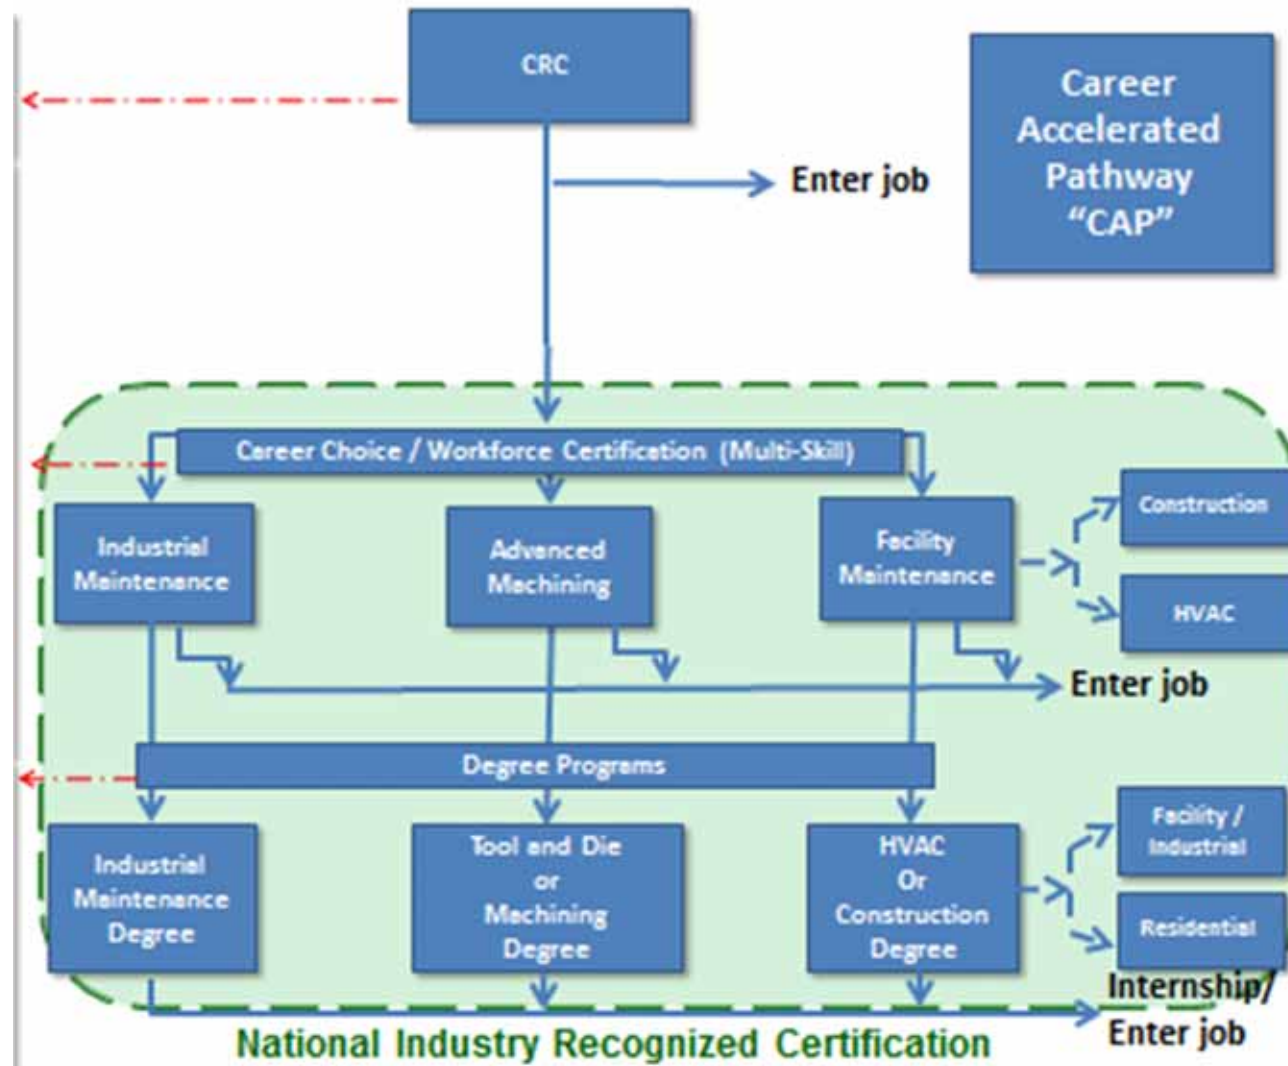 CRC
Career
Accelerated
Pathway
“CAP”
Enter job
Career Choice / Workforce Certification (Multi-Skill)
Industrial
Maintenance
Advanced
Machining
Facility
Maintenance
Construction
HVAC
Enter job
Degree Programs
Industrial
Maintenance
Degree
Tool and Die
or
Machining
Degree
HVAC
Or
Construction
Degree
Facility /
Industrial
Residential
Internship/
Enter job
National Industry Recognized Certification